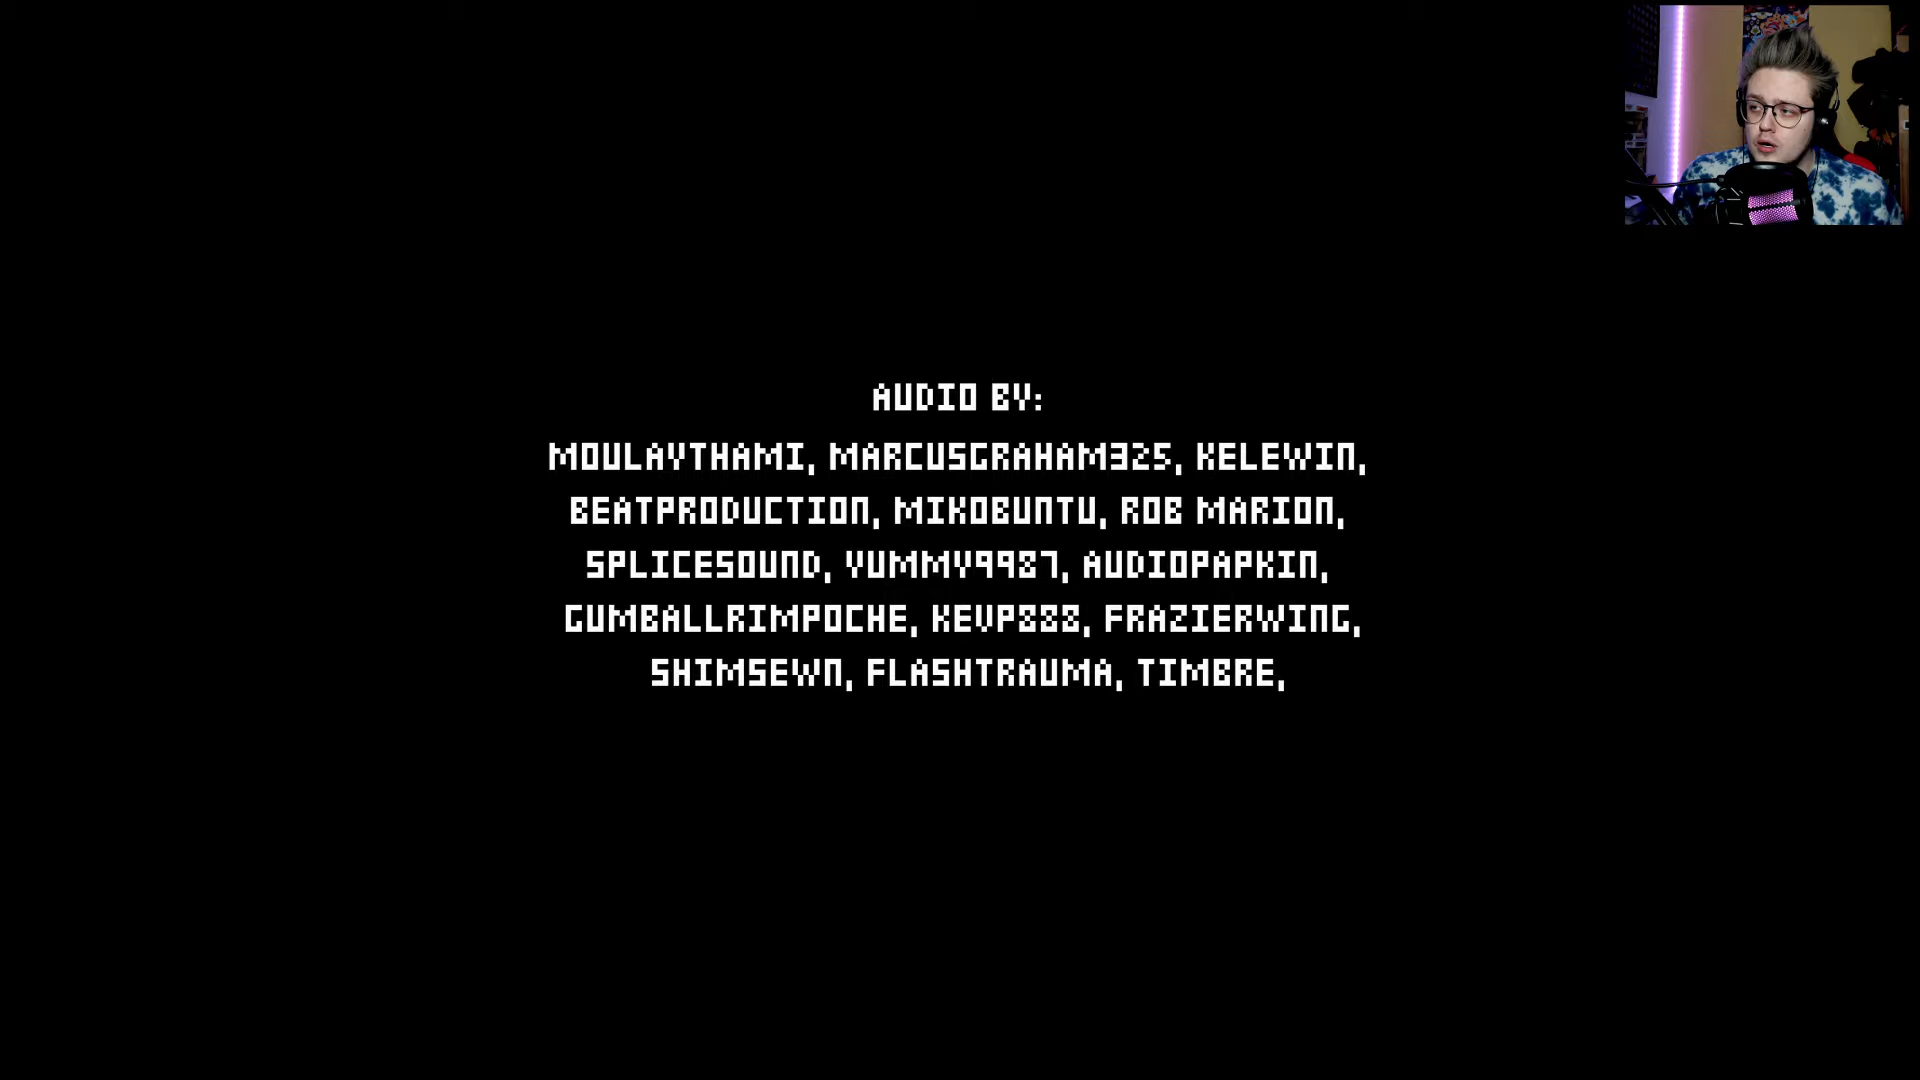 AUDIO BY:
MOULAYTHAMI, MARCUSGRAHAM325, KELEWIN,
BEATPRODUCTION, MIKOBUNTU, ROB MARION,
SPLICESOUND, YUMMY9987, AUDIOPAPKIN,
GUMBALLRIMPOCHE, KEVP888, FRAZIERWING,
SHIMSEWN, FLASHTRAUMA, TIMBRE,